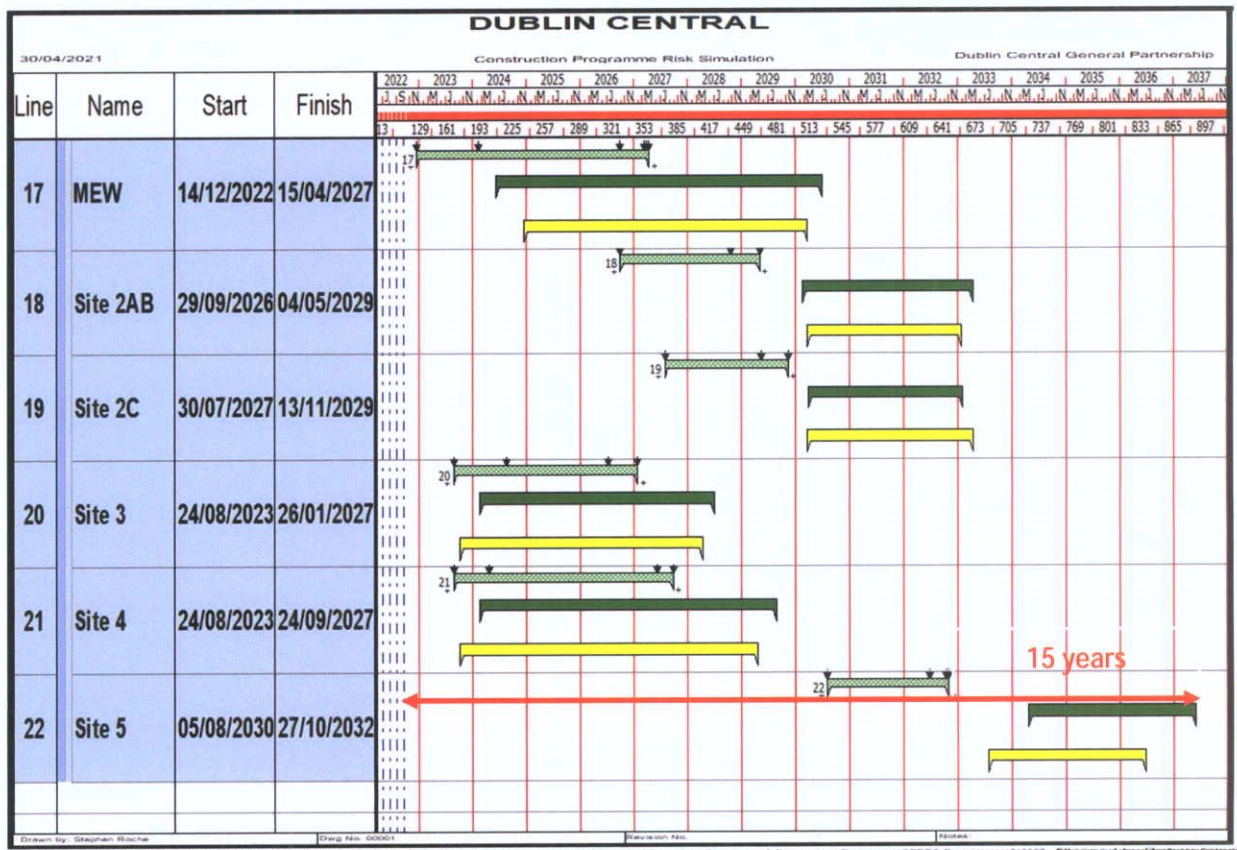 DUBLIN CENTRAL
30/04/2021 Construction Programme Risk Simulation Dublin Central General Partnership
Line Name Start Finish
2022 2023 2024 2025 2026 2027 2028 2029 2030 2031 2032 2033 2034 2035 2036 2037
13 129 161 193 225 257 289 321 353 385 417 449 481 513 545 577 609 641 673 705 737 769 801 833 865 897
17
17 MEW 14/12/2022 15/04/2027
18
18 Site 2AB 29/09/2026 04/05/2029
19
19 Site 2C 30/07/2027 13/11/2029
20
20 Site 3 24/08/2023 26/01/2027
21
21 Site 4 24/08/2023 24/09/2027
15 years
22
22 Site 5 05/08/2030 27/10/2032
Drawn by: Stephen Roche Dwg No. 00001 Revision No. Notes: